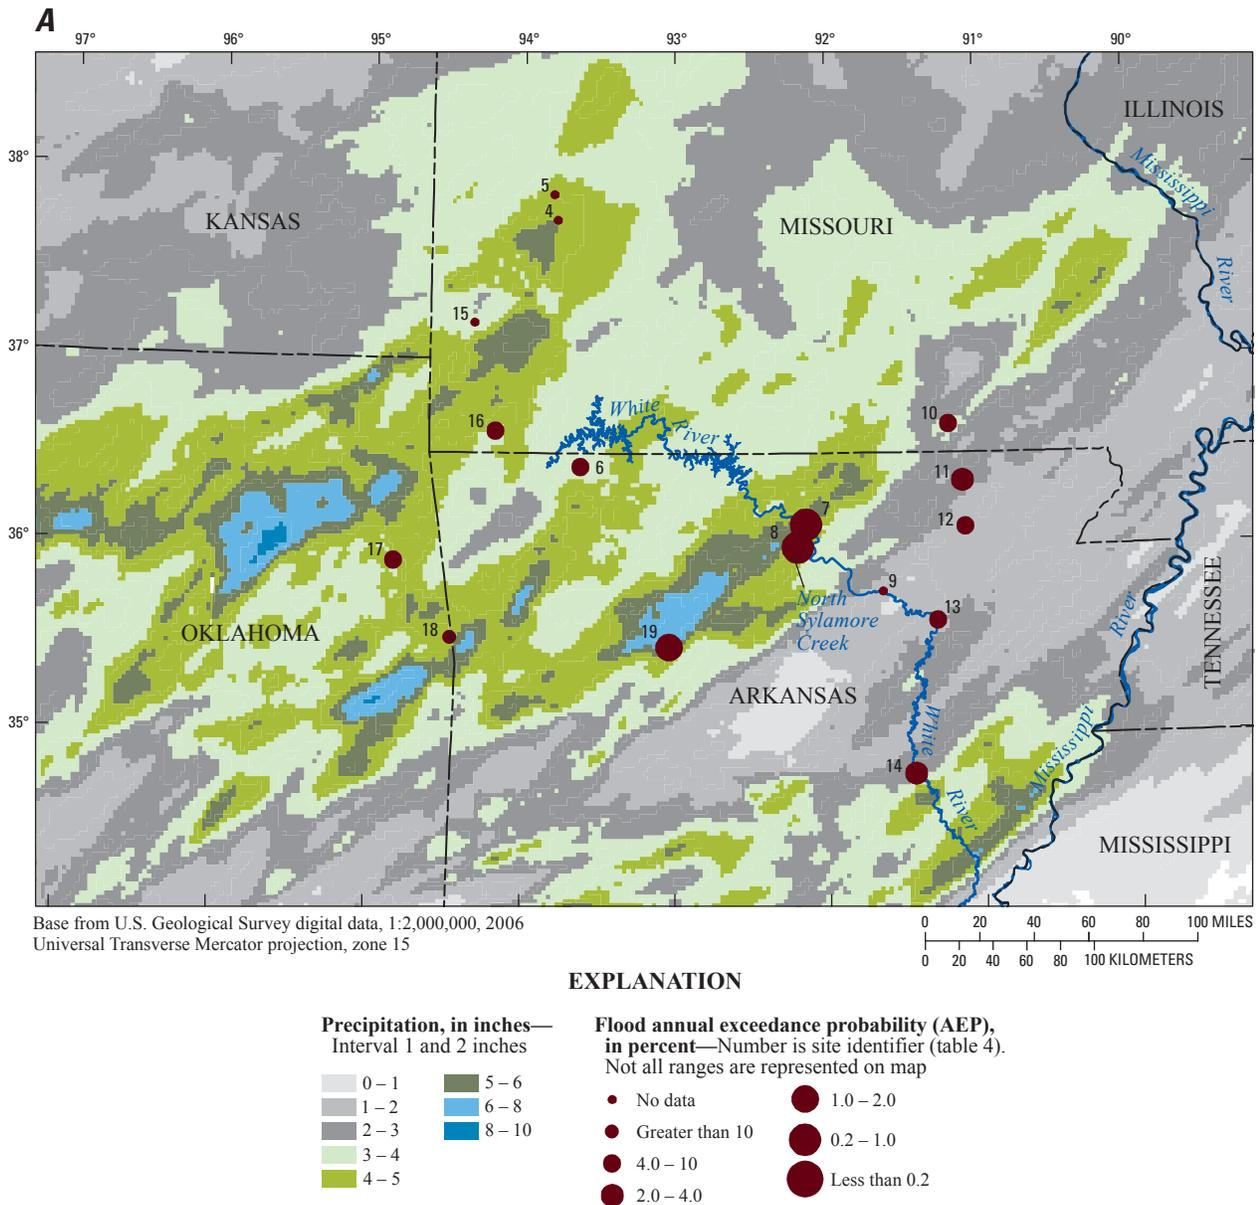 A
97° 96° 95° 94° 93° 92° 91° 90°
ILLINOIS
38°
Mississippi
5
4
KANSAS
MISSOURI
River
15
37°
White
River
10
16
6
11
7
12
36°
8
17
9
North
Sylamore
Creek
13
River
TENNESSEE
OKLAHOMA
18
19
ARKANSAS
35°
White
Mississippi
14
River
MISSISSIPPI
Base from U.S. Geological Survey digital data, 1:2,000,000, 2006
Universal Transverse Mercator projection, zone 15
0 20 40 60 80 100 MILES
0 20 40 60 80 100 KILOMETERS
EXPLANATION
Precipitation, in inches—
Interval 1 and 2 inches
0 – 1
1 – 2
2 – 3
3 – 4
4 – 5
5 – 6
6 – 8
8 – 10
Flood annual exceedance probability (AEP),
in percent—Number is site identifier (table 4).
Not all ranges are represented on map
No data
Greater than 10
4.0 – 10
2.0 – 4.0
1.0 – 2.0
0.2 – 1.0
Less than 0.2